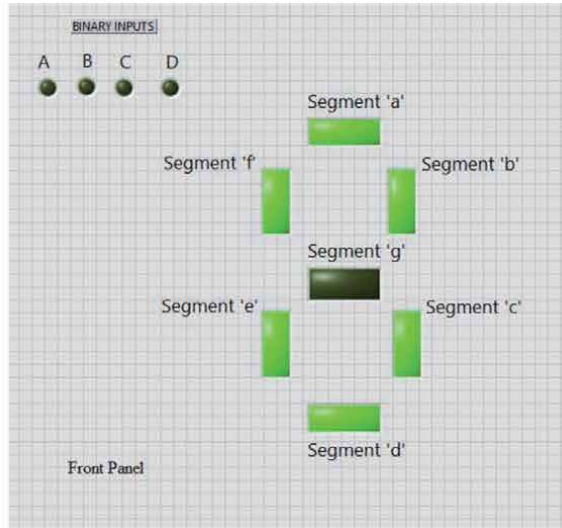 BINARY INPUTS
A B C D
Segment 'a'
Segment 'f'
Segment 'b'
Segment 'g'
Segment 'e'
Segment 'c'
Segment 'd'
Front Panel